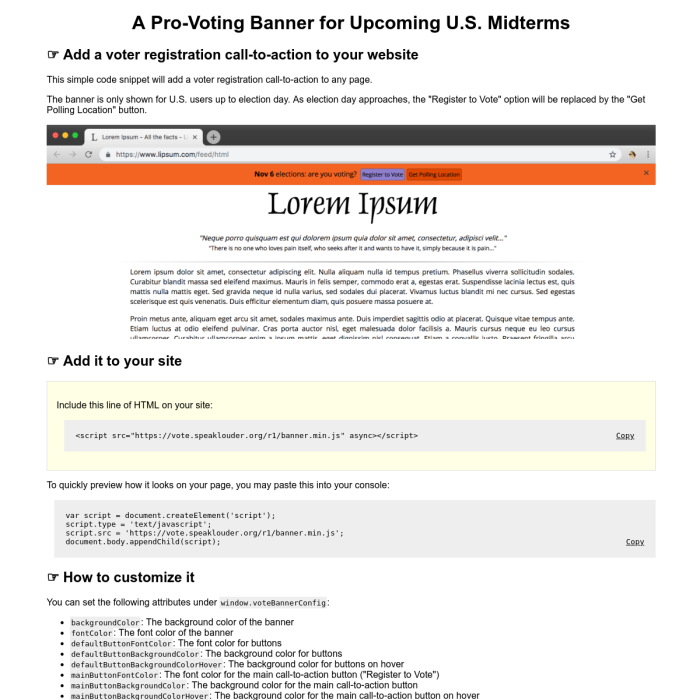 A Pro-Voting Banner for Upcoming U.S. Midterms
☞ Add a voter registration call-to-action to your website
This simple code snippet will add a voter registration call-to-action to any page.
The banner is only shown for U.S. users up to election day. As election day approaches, the "Register to Vote" option will be replaced by the "Get
Polling Location" button.
Lorem Ipsum - All the facts - L
https://www.lipsum.com/feed/html
Nov 6 elections: are you voting? Register to Vote Get Polling Location
Lorem Ipsum
"Neque porro quisquam est qui dolorem ipsum quia dolor sit amet, consectetur, adipisci velit..."
"There is no one who loves pain itself, who seeks after it and wants to have it, simply because it is pain..."
Lorem ipsum dolor sit amet, consectetur adipiscing elit. Nulla aliquam nulla id tempus pretium. Phasellus viverra sollicitudin sodales.
Curabitur blandit massa sed eleifend maximus. Mauris in felis semper, commodo erat a, egestas erat. Suspendisse lacinia lectus est, quis
mattis nulla mattis eget. Sed gravida neque id nulla varius, sed sodales dui placerat. Vivamus luctus blandit mi nec cursus. Sed egestas
scelerisque est quis venenatis. Duis efficitur elementum diam, quis posuere massa posuere at.
Proin metus ante, aliquam eget arcu sit amet, sodales maximus ante. Duis imperdiet sagittis odio at placerat. Quisque vitae tempus ante.
Etiam luctus at odio eleifend pulvinar. Cras porta auctor nisl, eget malesuada dolor facilisis a. Mauris cursus neque eu leo cursus
ullamcorper. Curabitur ullamcorper enim a ipsum mattis, eget dignissim nisl consequat. Etiam a convallis justo. Praesent fringilla arcu
☞ Add it to your site
Include this line of HTML on your site:
<script src="https://vote.speaklouder.org/r1/banner.min.js" async></script>
Copy
To quickly preview how it looks on your page, you may paste this into your console:
var script = document.createElement('script');
script.type = 'text/javascript';
script.src = 'https://vote.speaklouder.org/r1/banner.min.js';
document.body.appendChild(script);
Copy
☞ How to customize it
You can set the following attributes under window.voteBannerConfig:
• backgroundColor: The background color of the banner
• fontColor: The font color of the banner
• defaultButtonFontColor: The font color for buttons
• defaultButtonBackgroundColor: The background color for buttons
• defaultButtonBackgroundColorHover: The background color for buttons on hover
• mainButtonFontColor: The font color for the main call-to-action button ("Register to Vote")
• mainButtonBackgroundColor: The background color for the main call-to-action button
• mainButtonBackgroundColorHover: The background color for the main call-to-action button on hover